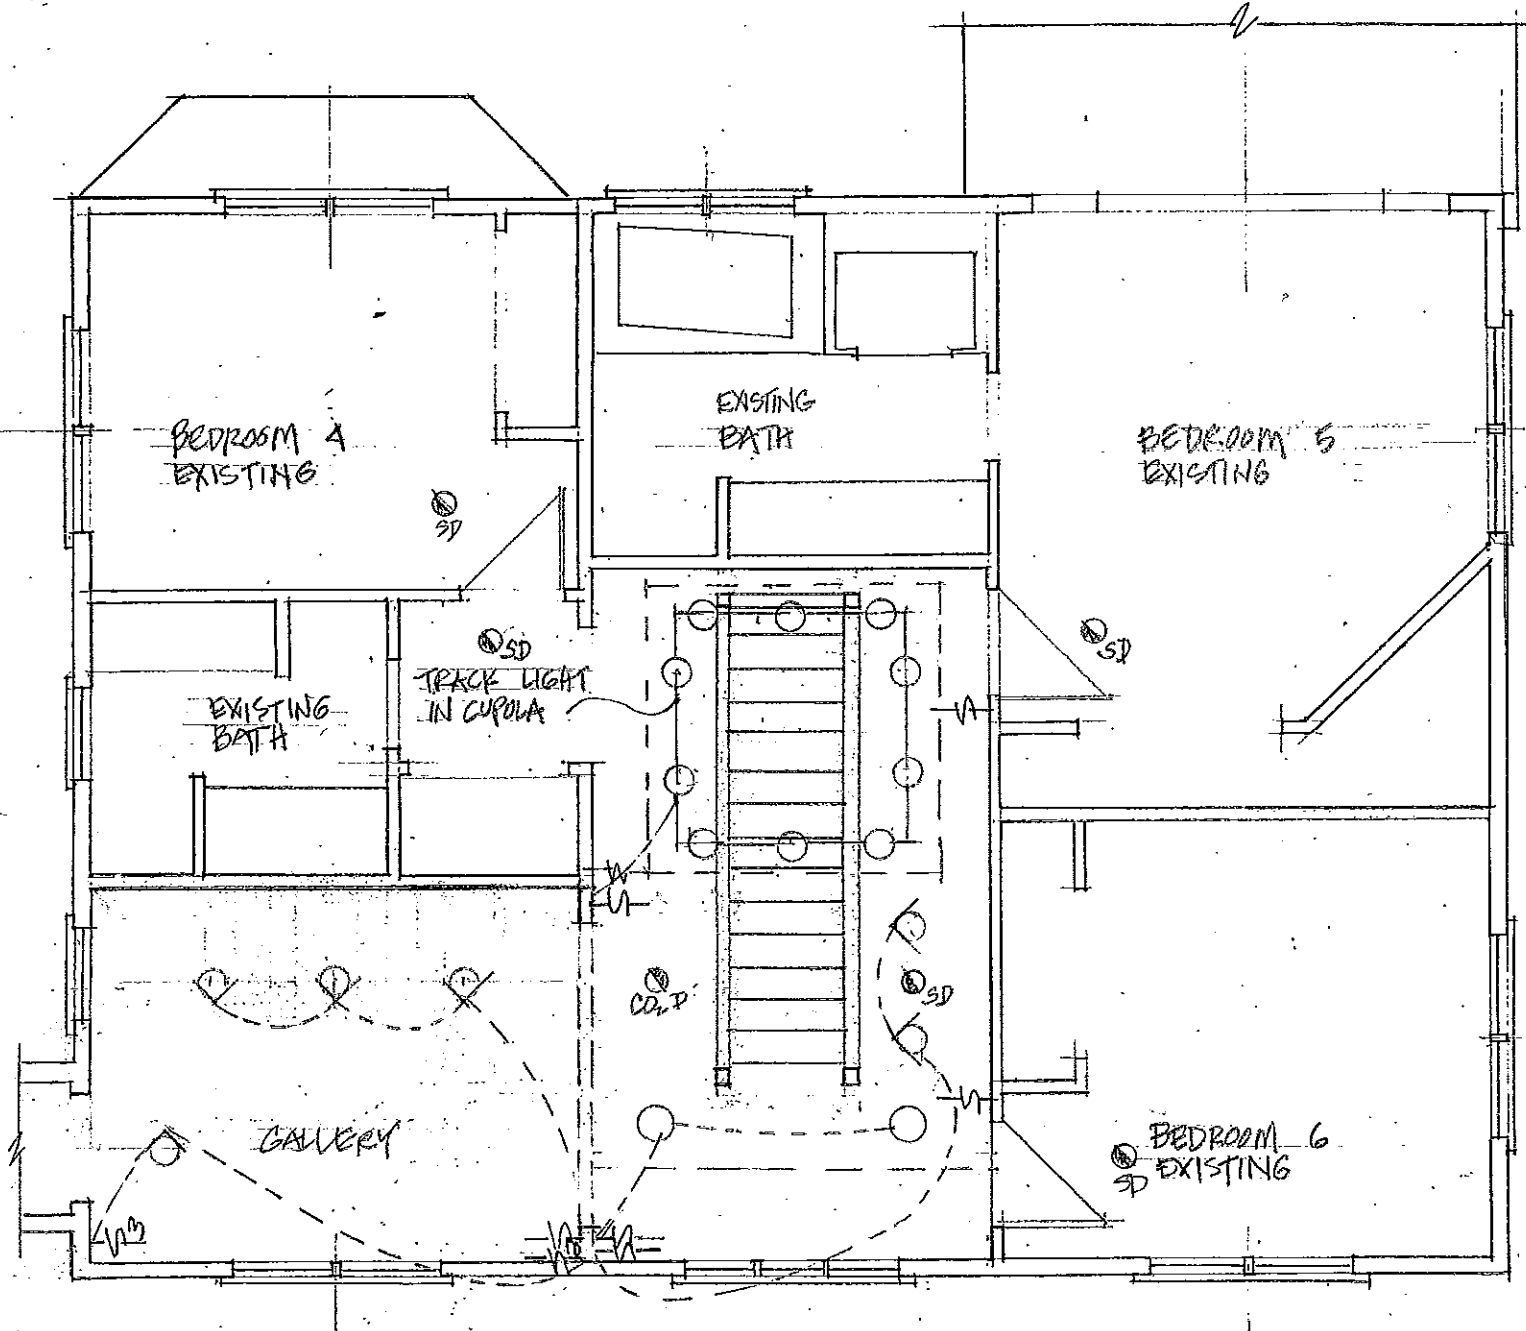 EXISTING
BATH
BEDROOM 4
EXISTING
BEDROOM 5
EXISTING
SD
SD
SD
TRACK LIGHT
IN CUPOLA
EXISTING
BATH
CO2 D
SD
GALLERY
BEDROOM 6
EXISTING
SD
3